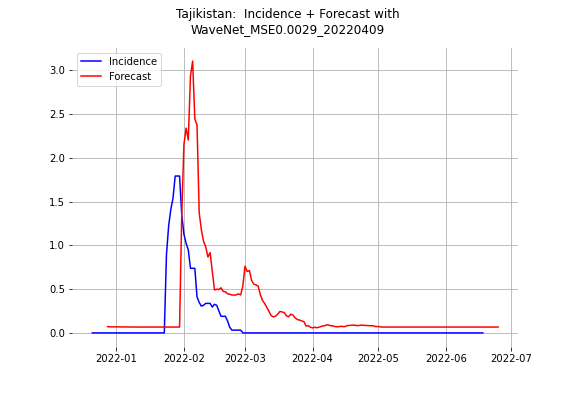 Tajikistan:  Incidence + Forecast with
WaveNet_MSE0.0029_20220409
Incidence
Forecast
3.0
2.5
2.0
1.5
1.0
0.5
0.0
2022-01 2022-02 2022-03 2022-04 2022-05 2022-06 2022-07